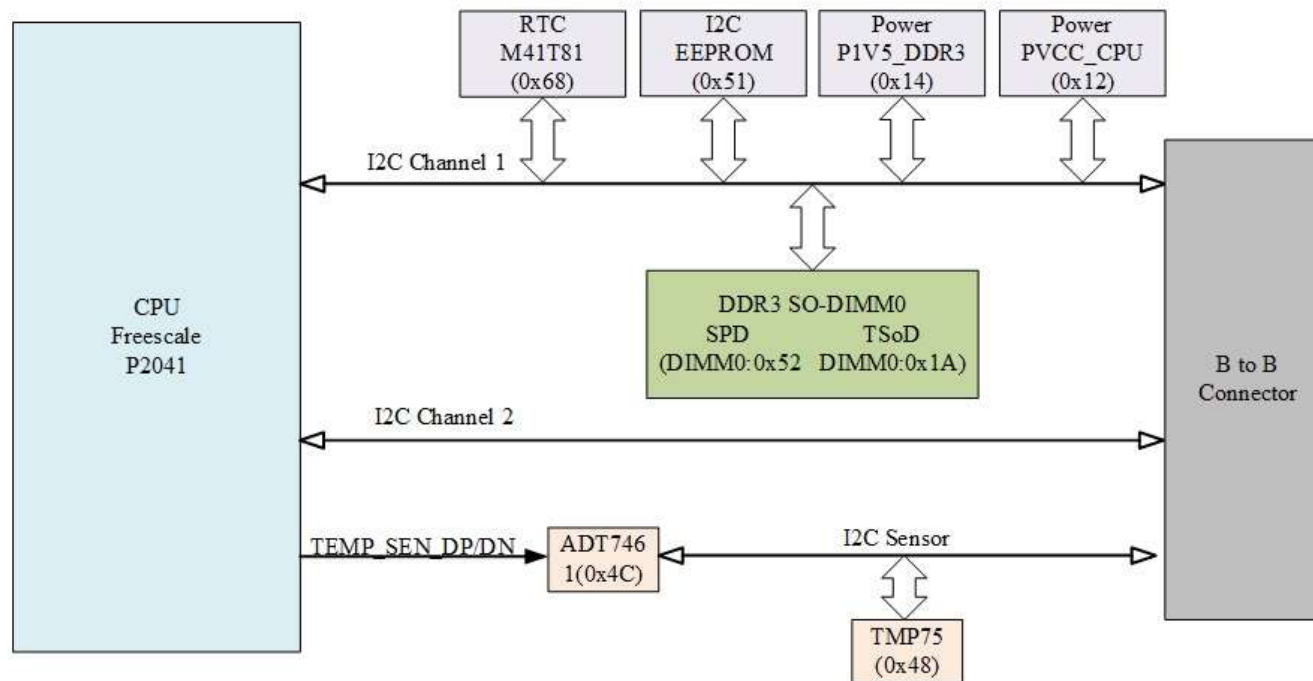 RTC
M41T81
(0x68)
I2C
EEPROM
(0x51)
Power
P1V5_DDR3
(0x14)
Power
PVCC_CPU
(0x12)
I2C Channel 1
DDR3 SO-DIMM0
SPD TSoD
(DIMM0:0x52 DIMM0:0x1A)
CPU
Freescale
P2041
B to B
Connector
I2C Channel 2
TEMP_SEN_DP/DN
ADT746
1(0x4C)
I2C Sensor
TMP75
(0x48)